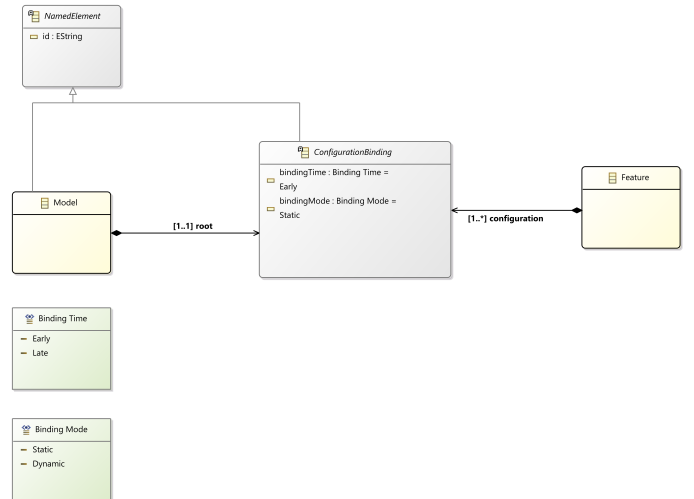 NamedElement
id : EString
ConfigurationBinding
bindingTime : Binding Time =
Early
bindingMode : Binding Mode =
Static
Feature
Model
[1..1] root
[1..*] configuration
Binding Time
Early
Late
Binding Mode
Static
Dynamic